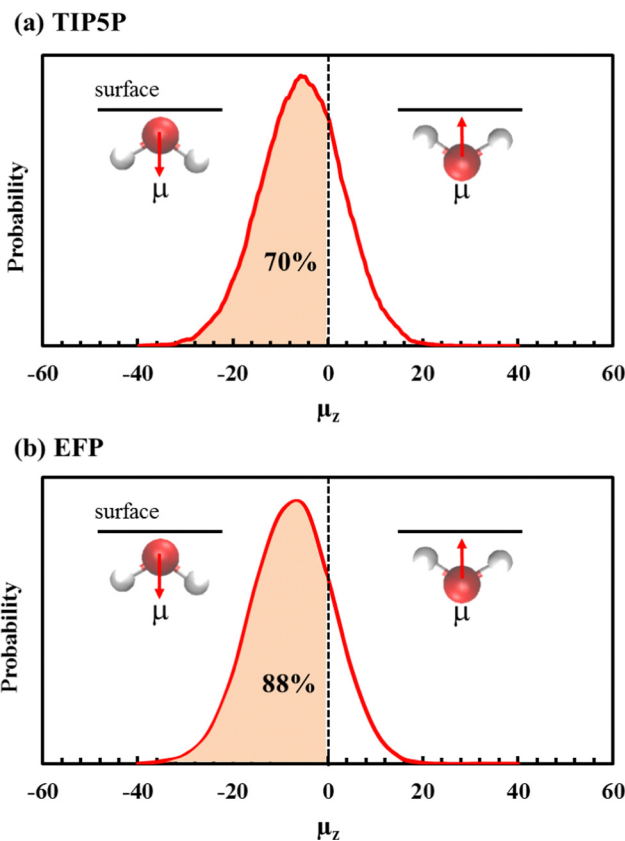 (a) TIP5P
surface
μ
μ
70%
Probability
-60 -40 -20 0 20 40 60
μz
(b) EFP
surface
μ
μ
88%
Probability
-60 -40 -20 0 20 40 60
μz